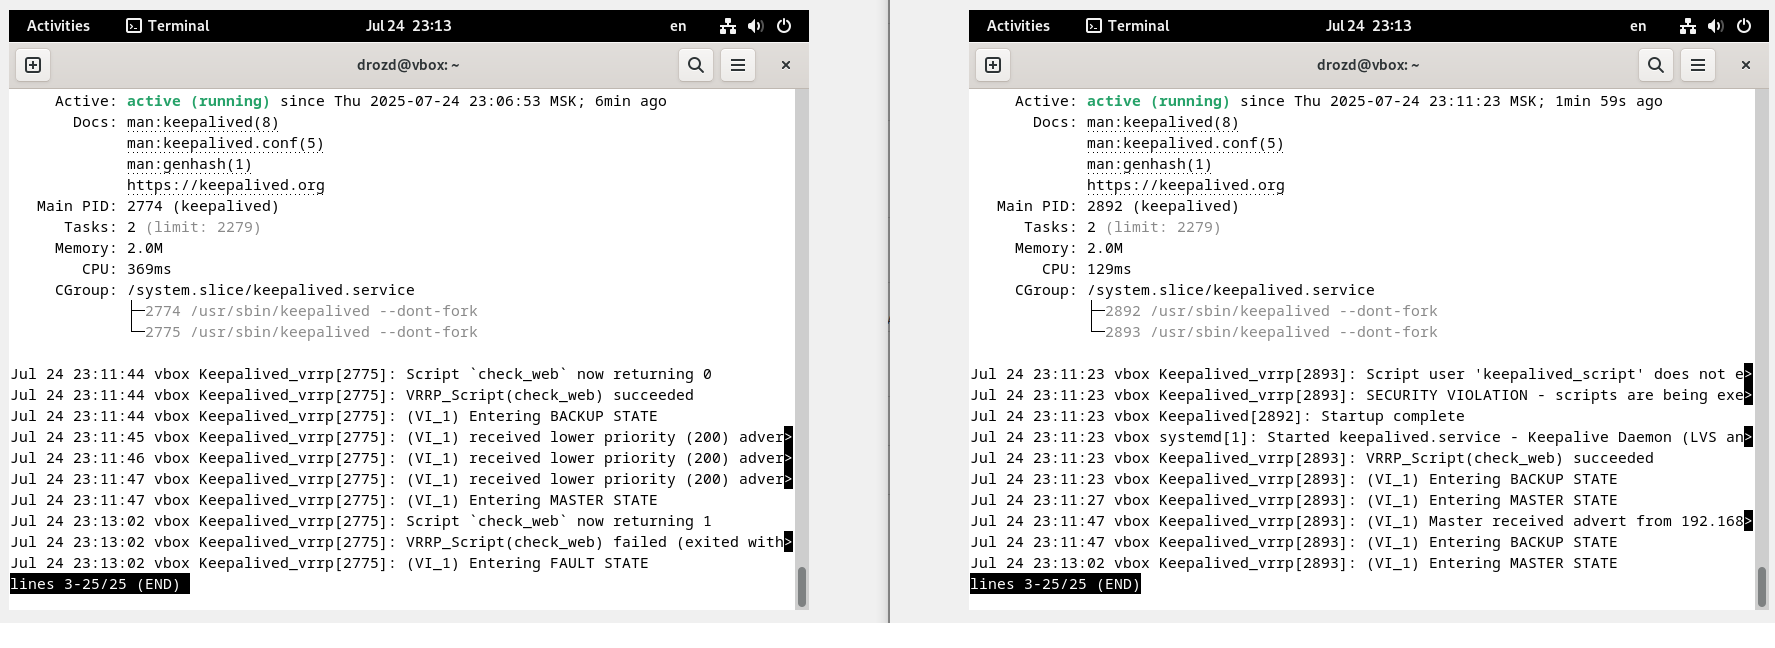 Activities Terminal Jul 24 23:13 en
drozd@vbox: ~
Active: active (running) since Thu 2025-07-24 23:06:53 MSK; 6min ago
Docs: man:keepalived(8)
man:keepalived.conf(5)
man:genhash(1)
https://keepalived.org
Main PID: 2774 (keepalived)
Tasks: 2 (limit: 2279)
Memory: 2.0M
CPU: 369ms
CGroup: /system.slice/keepalived.service
├─2774 /usr/sbin/keepalived --dont-fork
└─2775 /usr/sbin/keepalived --dont-fork
Jul 24 23:11:44 vbox Keepalived_vrrp[2775]: Script `check_web` now returning 0
Jul 24 23:11:44 vbox Keepalived_vrrp[2775]: VRRP_Script(check_web) succeeded
Jul 24 23:11:44 vbox Keepalived_vrrp[2775]: (VI_1) Entering BACKUP STATE
Jul 24 23:11:45 vbox Keepalived_vrrp[2775]: (VI_1) received lower priority (200) adver>
Jul 24 23:11:46 vbox Keepalived_vrrp[2775]: (VI_1) received lower priority (200) adver>
Jul 24 23:11:47 vbox Keepalived_vrrp[2775]: (VI_1) received lower priority (200) adver>
Jul 24 23:11:47 vbox Keepalived_vrrp[2775]: (VI_1) Entering MASTER STATE
Jul 24 23:13:02 vbox Keepalived_vrrp[2775]: Script `check_web` now returning 1
Jul 24 23:13:02 vbox Keepalived_vrrp[2775]: VRRP_Script(check_web) failed (exited with>
Jul 24 23:13:02 vbox Keepalived_vrrp[2775]: (VI_1) Entering FAULT STATE
lines 3-25/25 (END)
Activities Terminal Jul 24 23:13 en
drozd@vbox: ~
Active: active (running) since Thu 2025-07-24 23:11:23 MSK; 1min 59s ago
Docs: man:keepalived(8)
man:keepalived.conf(5)
man:genhash(1)
https://keepalived.org
Main PID: 2892 (keepalived)
Tasks: 2 (limit: 2279)
Memory: 2.0M
CPU: 129ms
CGroup: /system.slice/keepalived.service
├─2892 /usr/sbin/keepalived --dont-fork
└─2893 /usr/sbin/keepalived --dont-fork
Jul 24 23:11:23 vbox Keepalived_vrrp[2893]: Script user 'keepalived_script' does not e>
Jul 24 23:11:23 vbox Keepalived_vrrp[2893]: SECURITY VIOLATION - scripts are being exe>
Jul 24 23:11:23 vbox Keepalived[2892]: Startup complete
Jul 24 23:11:23 vbox systemd[1]: Started keepalived.service - Keepalive Daemon (LVS an>
Jul 24 23:11:23 vbox Keepalived_vrrp[2893]: VRRP_Script(check_web) succeeded
Jul 24 23:11:23 vbox Keepalived_vrrp[2893]: (VI_1) Entering BACKUP STATE
Jul 24 23:11:27 vbox Keepalived_vrrp[2893]: (VI_1) Entering MASTER STATE
Jul 24 23:11:47 vbox Keepalived_vrrp[2893]: (VI_1) Master received advert from 192.168>
Jul 24 23:11:47 vbox Keepalived_vrrp[2893]: (VI_1) Entering BACKUP STATE
Jul 24 23:13:02 vbox Keepalived_vrrp[2893]: (VI_1) Entering MASTER STATE
lines 3-25/25 (END)